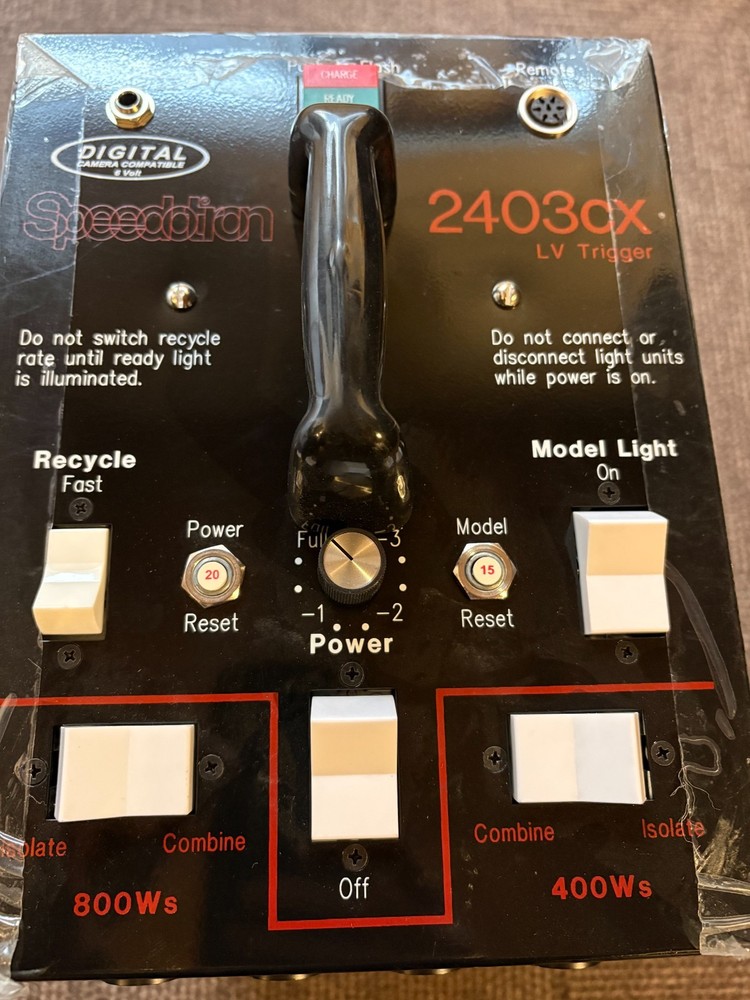 CHARGE
READY
Remote
DIGITAL
CAMERA COMPATIBLE
6 Volt
Speedotron
2403cx
LV Trigger
Do not switch recycle
rate until ready light
is illuminated.
Do not connect or
disconnect light units
while power is on.
Recycle
Fast
Model Light
On
Power
20
Reset
Full
-3
-1
-2
Power
Model
15
Reset
Off
Isolate
Combine
800Ws
Combine
Isolate
400Ws